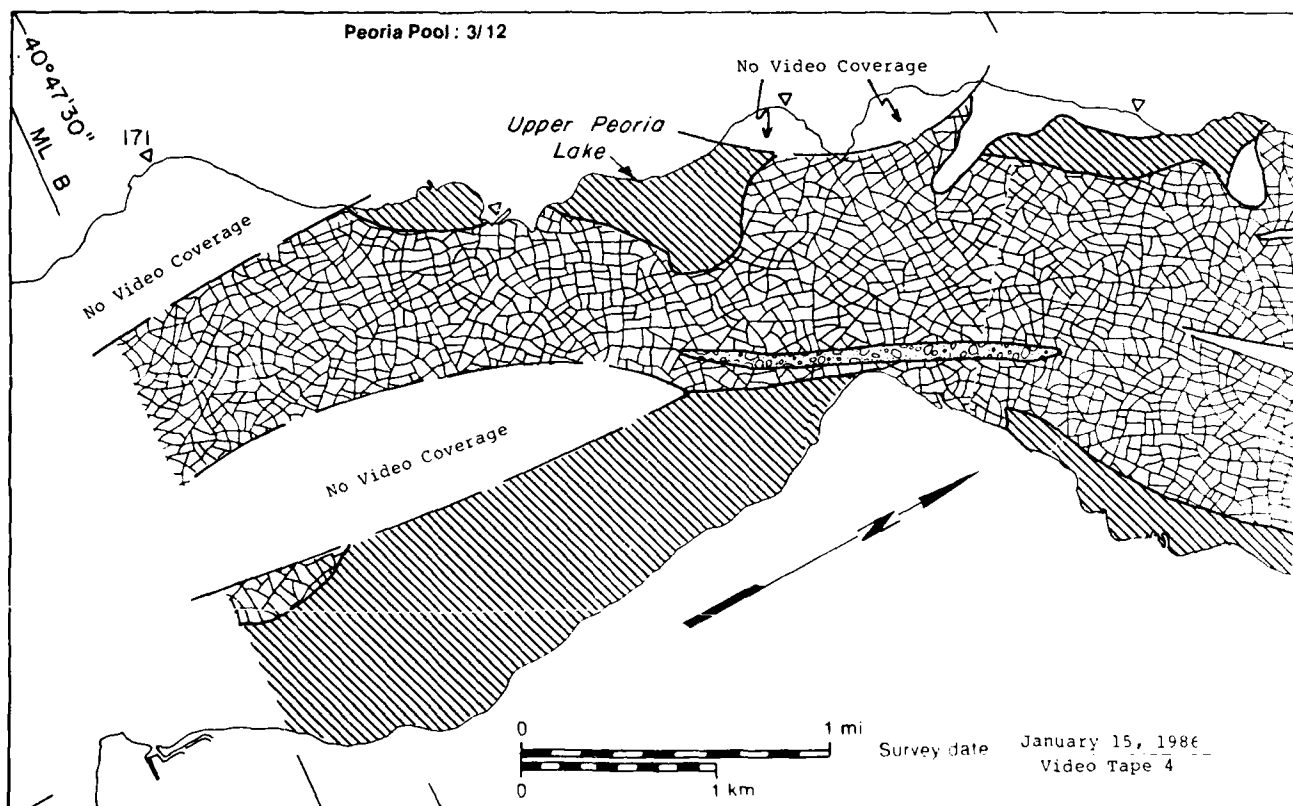 Peoria Pool : 3/12
40°47'30"
ML B
171
No Video Coverage
Upper Peoria
Lake
No Video Coverage
No Video Coverage
Z
0 1 mi
0 1 km
Survey date January 15, 1986
Video Tape 4